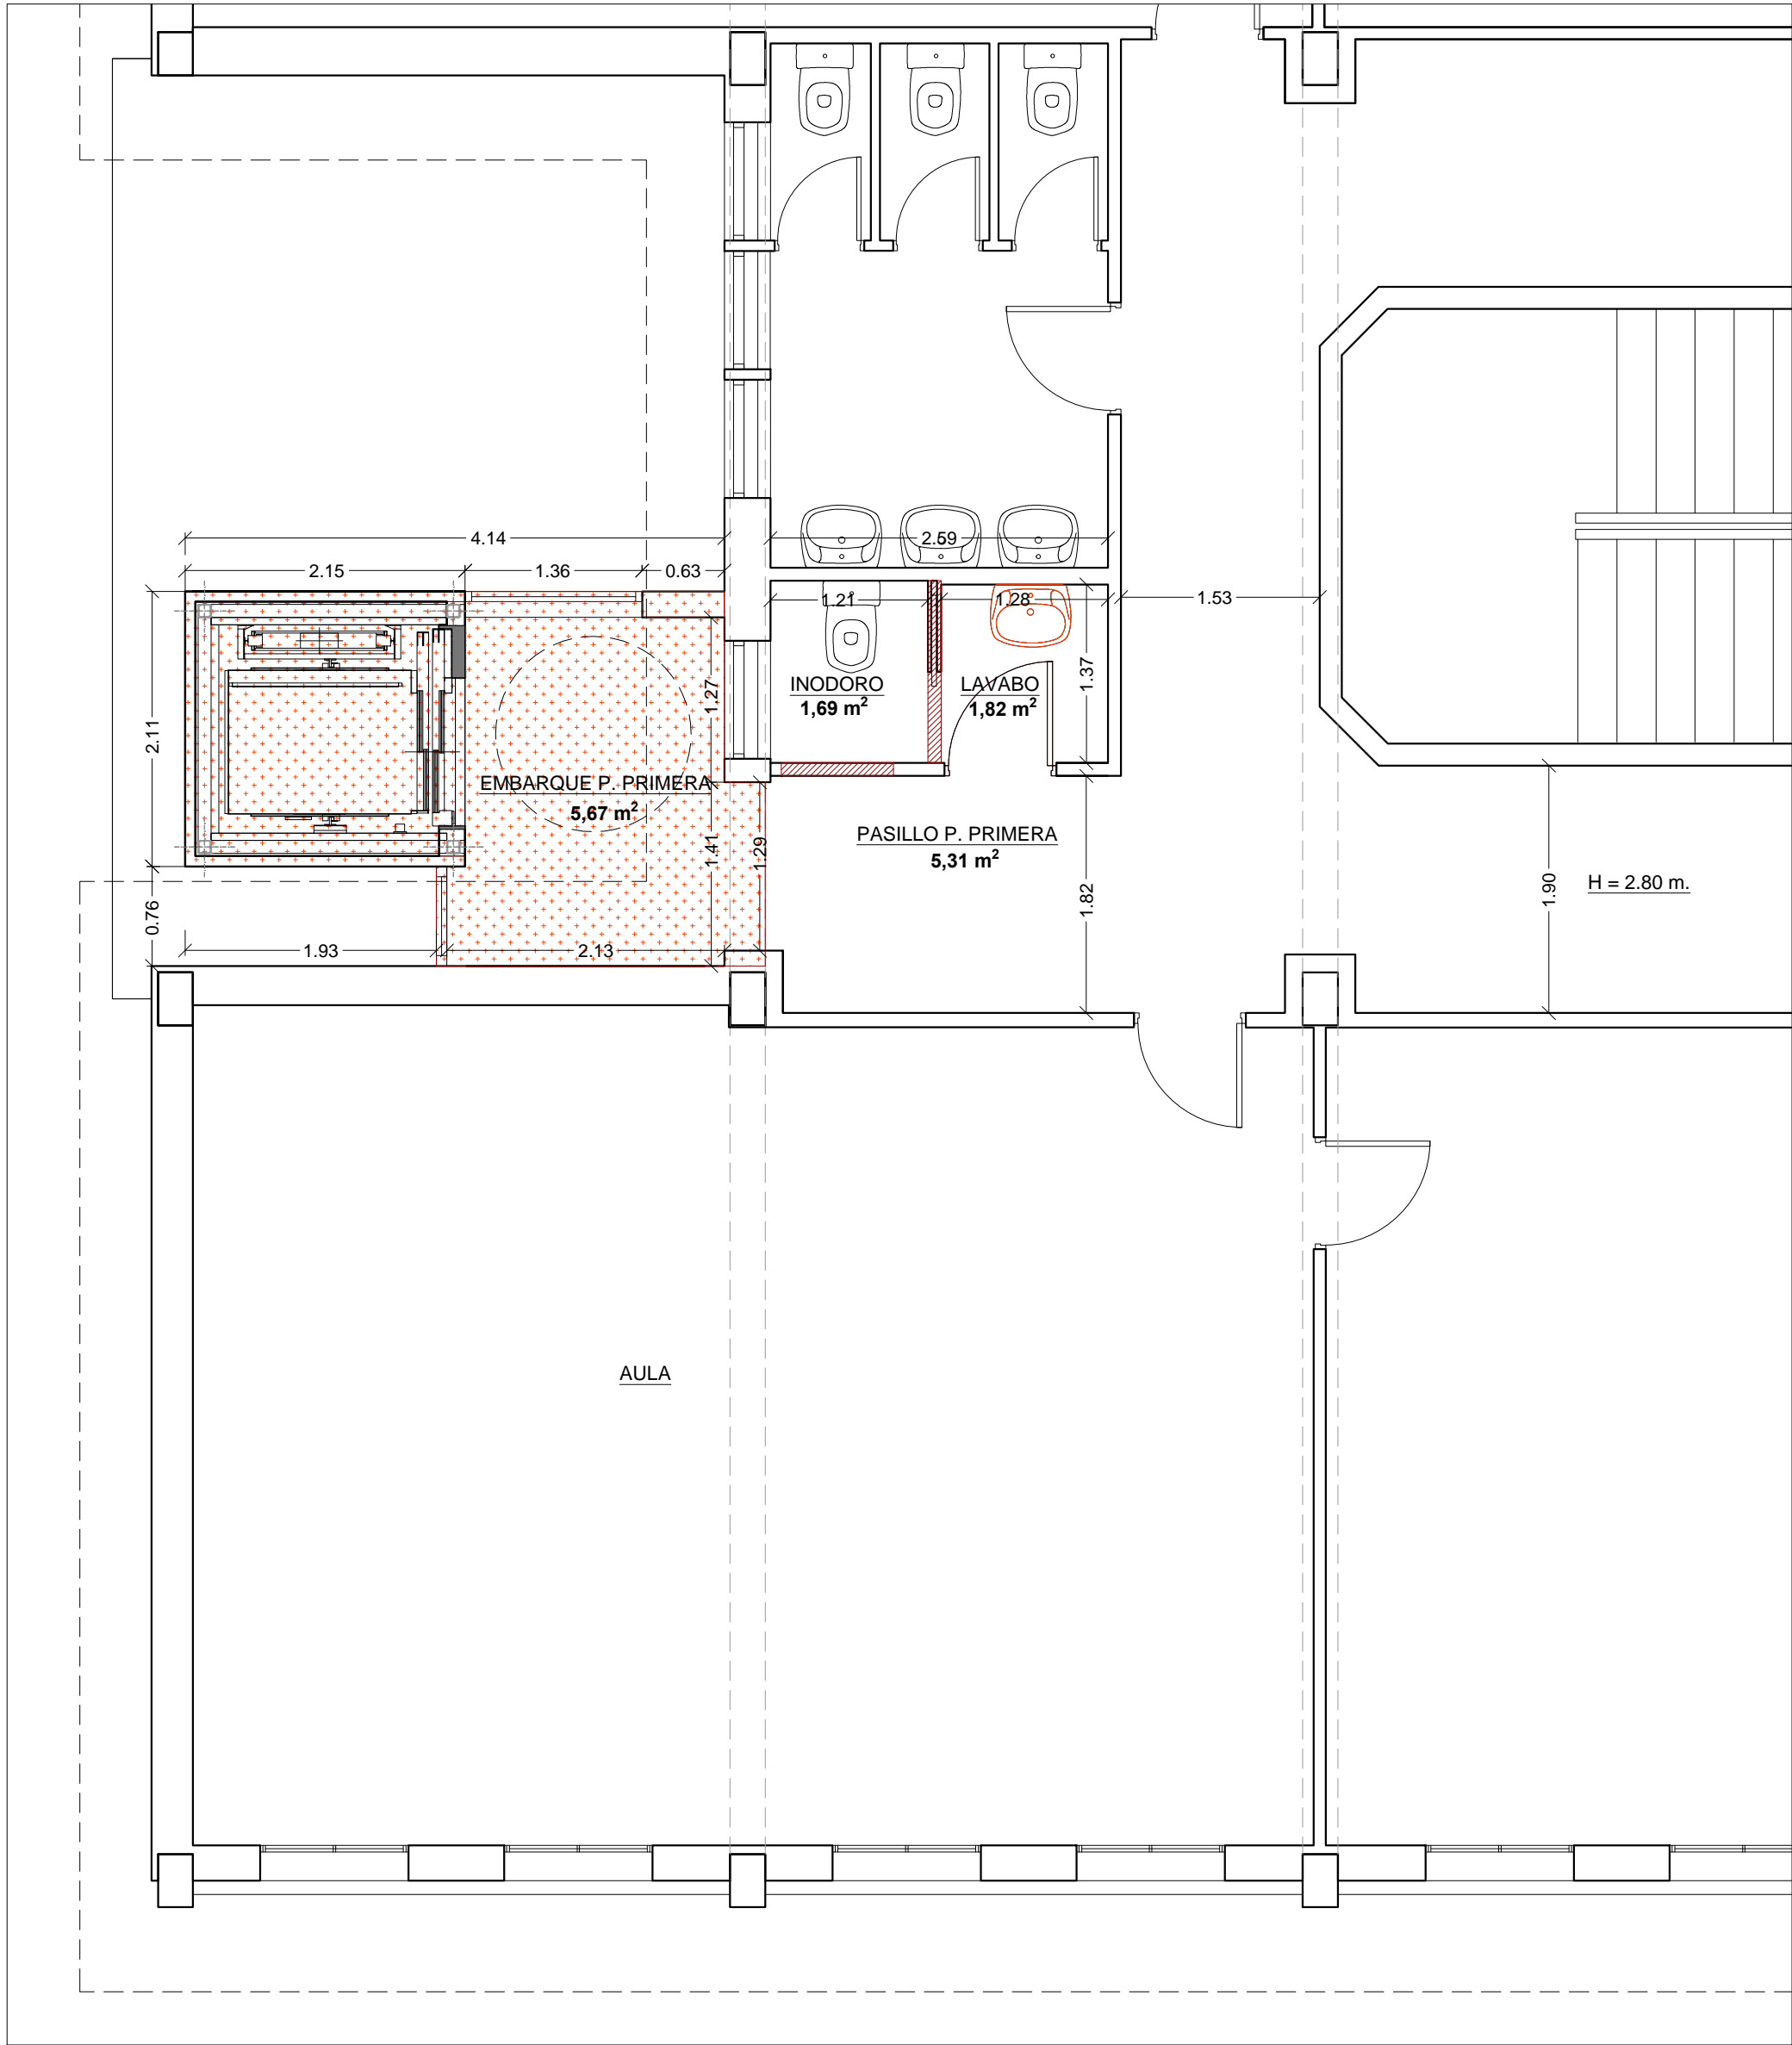 4.14
2.59
2.15
1.36
0.63
1.21
1.28
1.53
1.37
1.27
INODORO
1,69 m²
LAVABO
1,82 m²
2.11
EMBARQUE P. PRIMERA
5,67 m²
PASILLO P. PRIMERA
5,31 m²
1.41
1.29
1.82
1.90
H = 2.80 m.
0.76
1.93
2.13
AULA